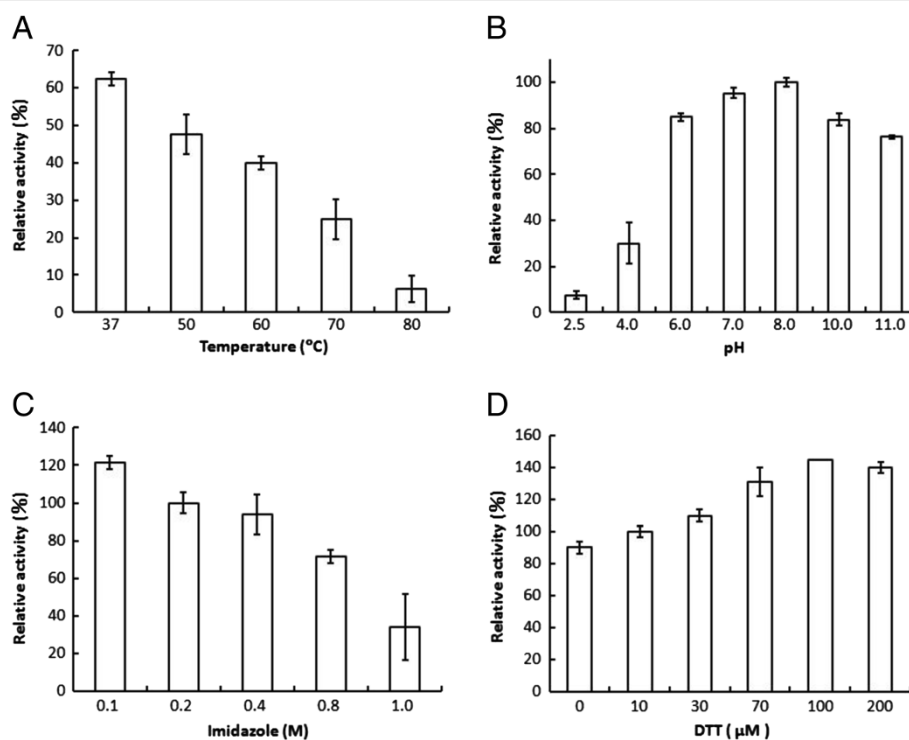 A
Relative activity (%)
70
60
50
40
30
20
10
0
37 50 60 70 80
Temperature (°C)
B
Relative activity (%)
100
80
60
40
20
0
2.5 4.0 6.0 7.0 8.0 10.0 11.0
pH
C
Relative activity (%)
140
120
100
80
60
40
20
0
0.1 0.2 0.4 0.8 1.0
Imidazole (M)
D
Relative activity (%)
160
140
120
100
80
60
40
20
0
0 10 30 70 100 200
DTT ( μM)